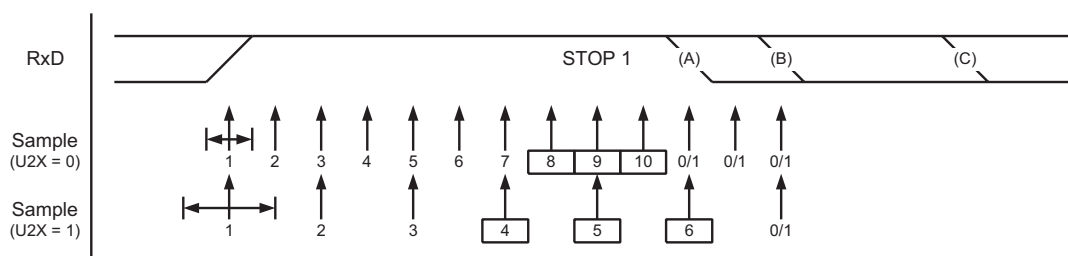 RxD STOP 1 (A) (B) (C)
Sample
(U2X = 0)
1 2 3 4 5 6 7 8 9 10 0/1 0/1 0/1
Sample
(U2X = 1)
1 2 3 4 5 6 0/1